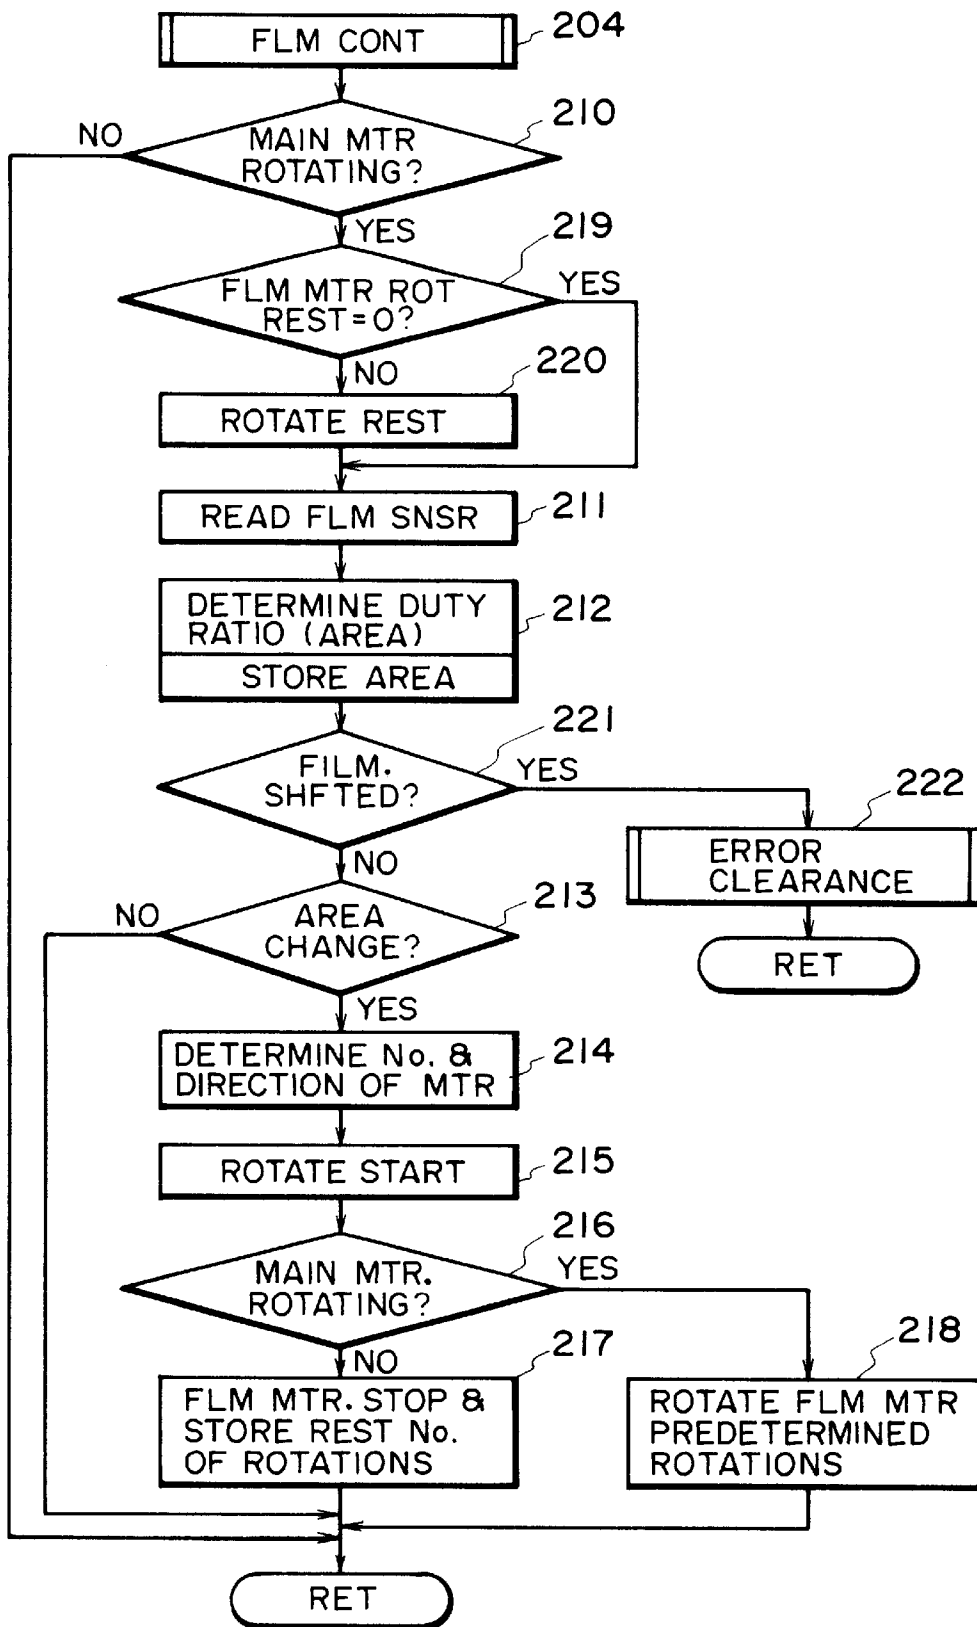 FLM CONT
204
210
NO
MAIN MTR
ROTATING?
YES
219
FLM MTR ROT
REST=0?
YES
NO
220
ROTATE REST
READ FLM SNSR
211
DETERMINE DUTY
RATIO (AREA)
212
STORE AREA
221
FILM.
SHFTED?
YES
222
ERROR
CLEARANCE
NO
RET
213
NO
AREA
CHANGE?
YES
DETERMINE No. &
DIRECTION OF MTR
214
ROTATE START
215
216
MAIN MTR.
ROTATING?
YES
NO
217
218
FLM MTR. STOP &
STORE REST No.
OF ROTATIONS
ROTATE FLM MTR
PREDETERMINED
ROTATIONS
RET